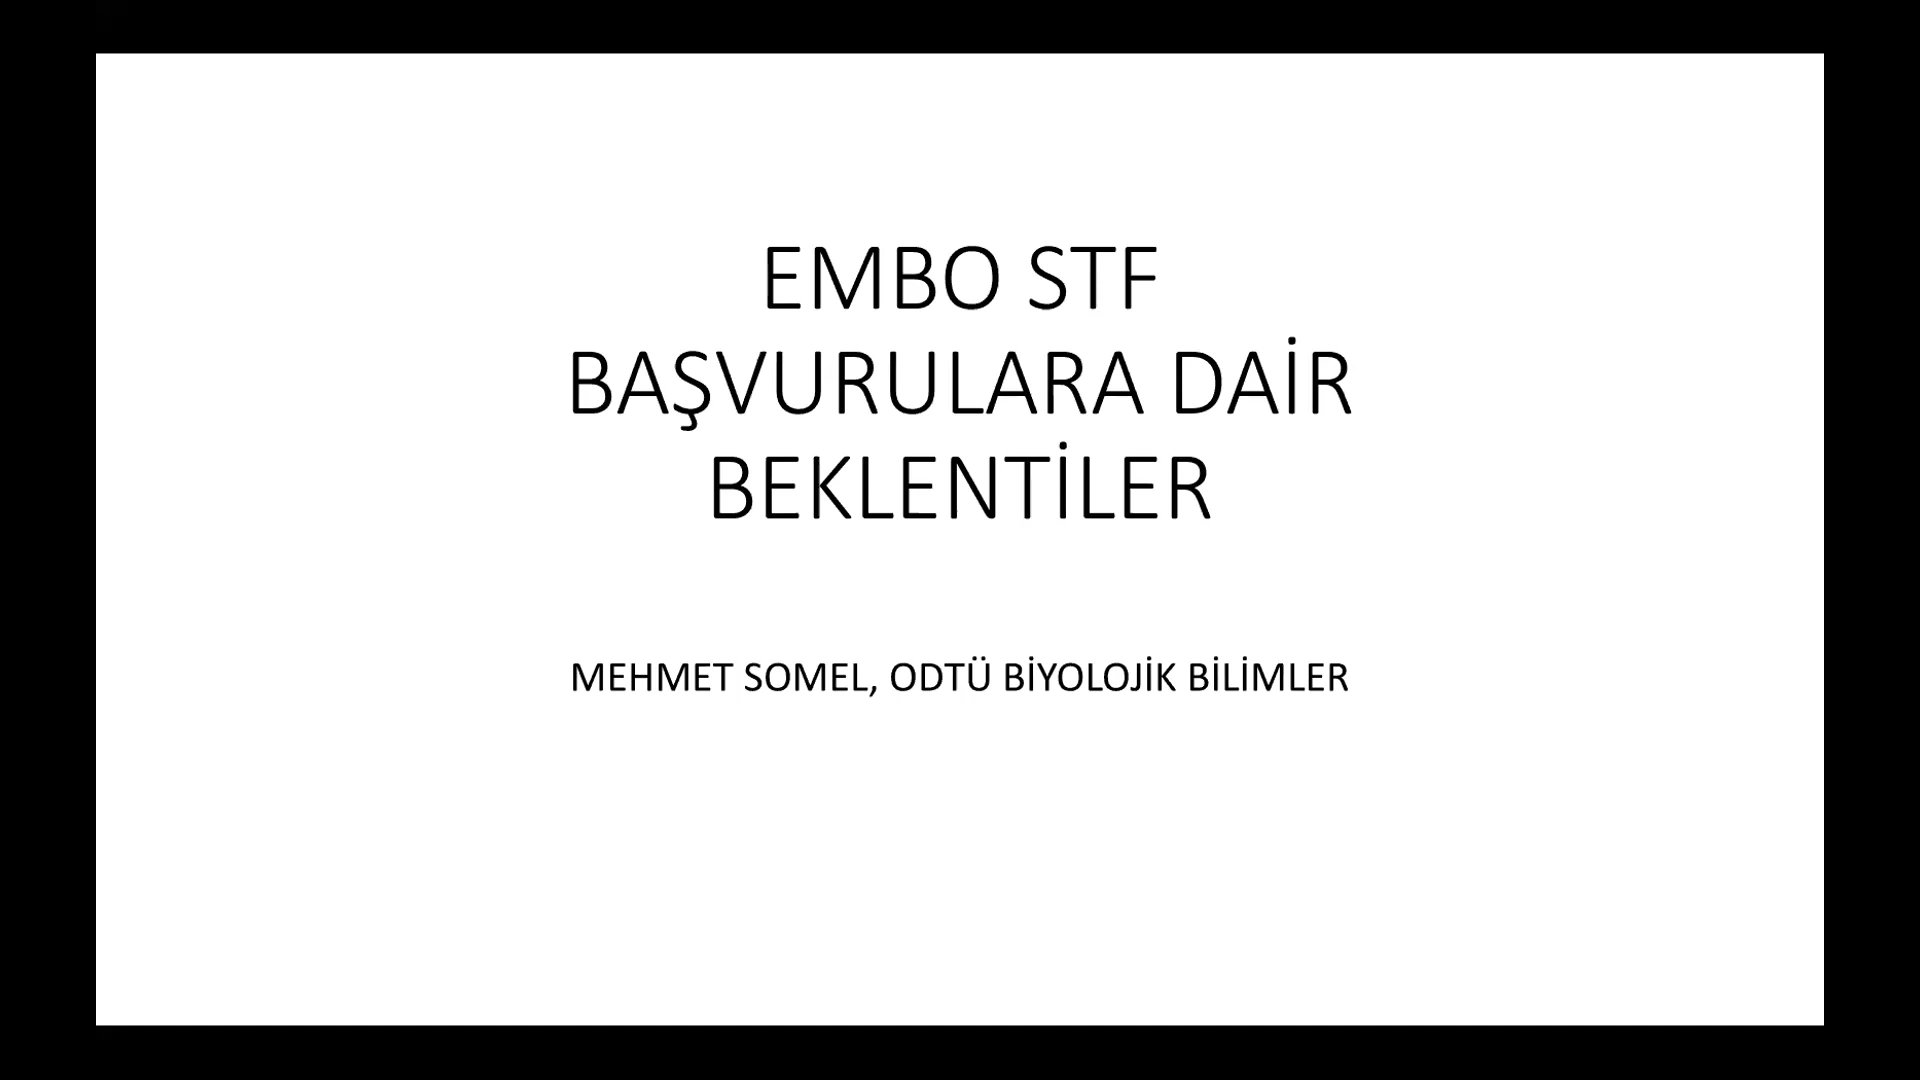 EMBO STF
BAŞVURULARA DAİR
BEKLENTİLER
MEHMET SOMEL, ODTÜ BİYOLOJİK BİLİMLER